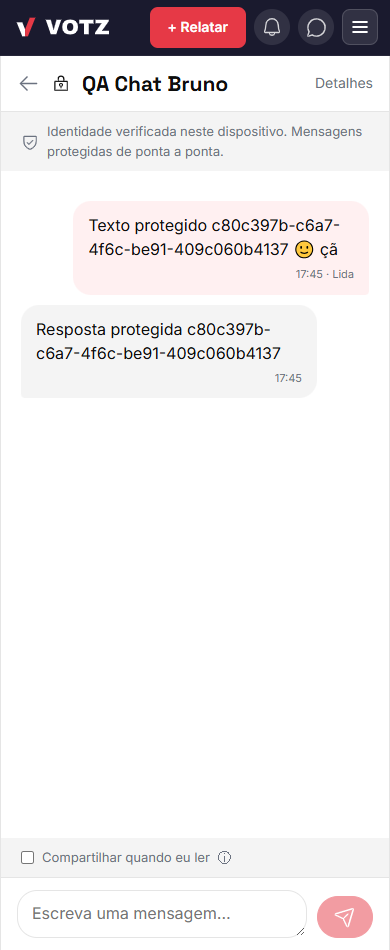 VOTZ
+ Relatar
QA Chat Bruno
Detalhes
Identidade verificada neste dispositivo. Mensagens
protegidas de ponta a ponta.
Texto protegido c80c397b-c6a7-
4f6c-be91-409c060b4137 🙂 çã
17:45 · Lida
Resposta protegida c80c397b-
c6a7-4f6c-be91-409c060b4137
17:45
Compartilhar quando eu ler
Escreva uma mensagem...